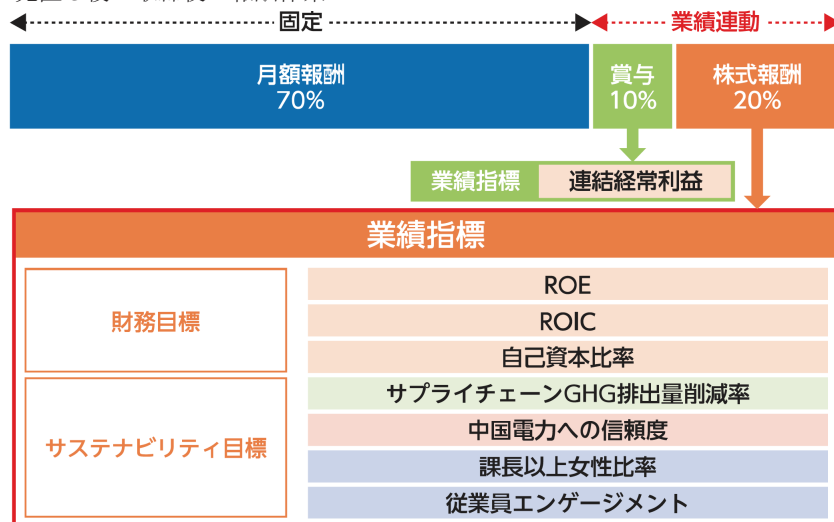 固定
業績連動
月額報酬
70%
賞与
10%
株式報酬
20%
業績指標
連結経常利益
業績指標
財務目標
ROE
ROIC
自己資本比率
サステナビリティ目標
サプライチェーンGHG排出量削減率
中国電力への信頼度
課長以上女性比率
従業員エンゲージメント